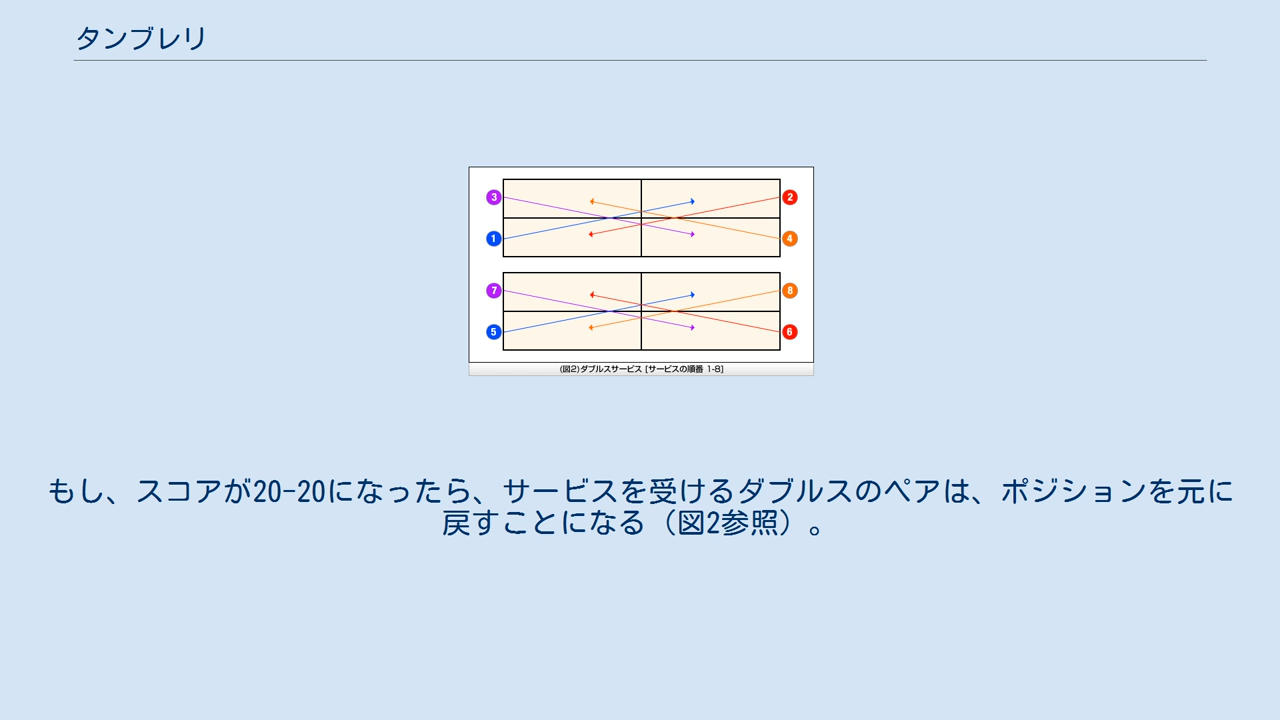 タンブレリ
3
2
1
4
7
8
5
6
(図2)ダブルスサービス [サービスの順番 1-8]
もし、スコアが20-20になったら、サービスを受けるダブルスのペアは、ポジションを元に
戻すことになる（図2参照）。